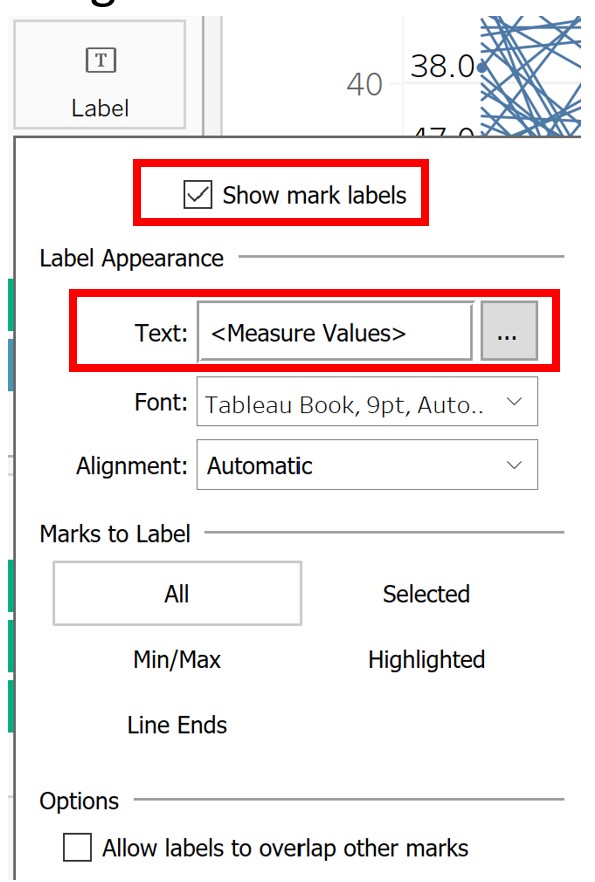 T
Label
40
38.0
47.0
Show mark labels
Label Appearance
Text: <Measure Values> ...
Font: Tableau Book, 9pt, Auto..
Alignment: Automatic
Marks to Label
All Selected
Min/Max Highlighted
Line Ends
Options
Allow labels to overlap other marks